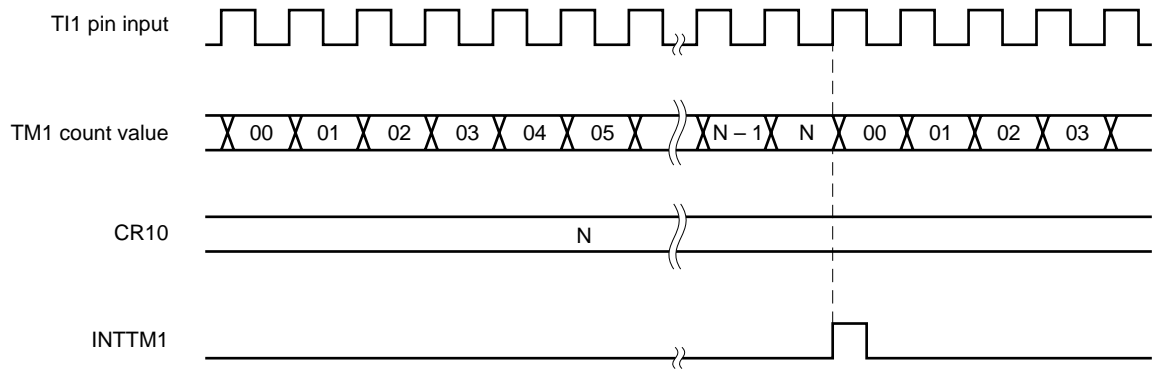 TI1 pin input
TM1 count value 00 01 02 03 04 05 N – 1 N 00 01 02 03
CR10 N
INTTM1